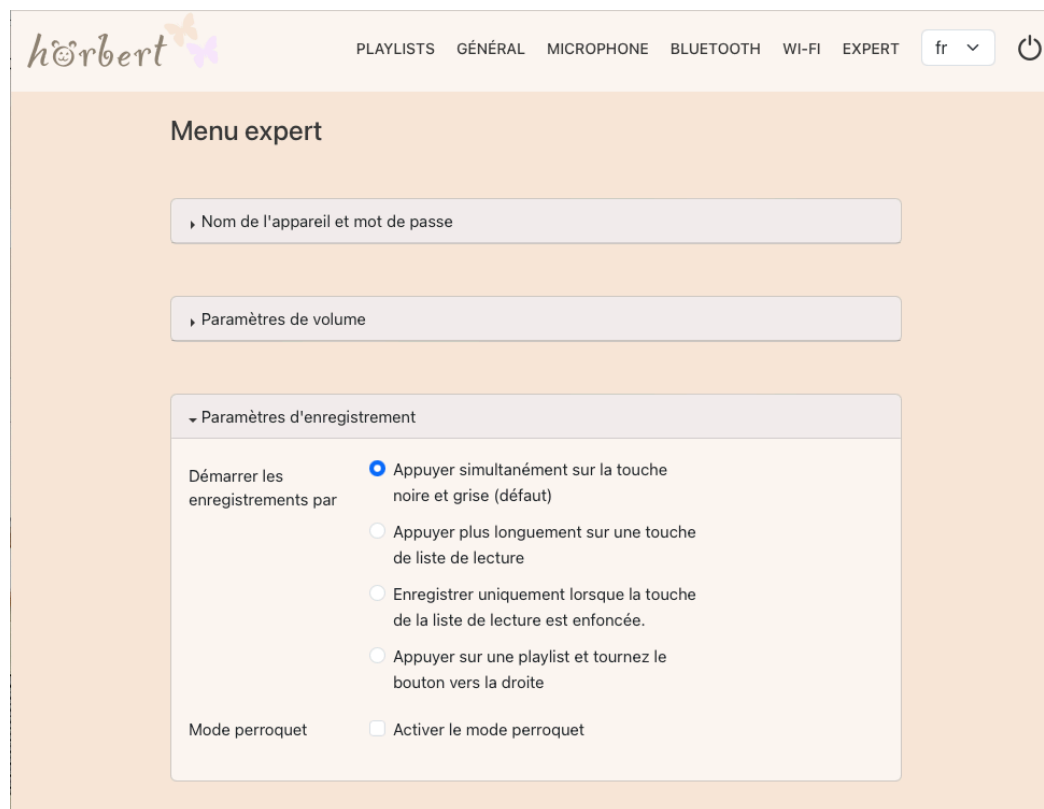 hörbert
PLAYLISTS GÉNÉRAL MICROPHONE BLUETOOTH WI-FI EXPERT fr
Menu expert
Nom de l'appareil et mot de passe
Paramètres de volume
Paramètres d'enregistrement
Démarrer les
enregistrements par
Appuyer simultanément sur la touche
noire et grise (défaut)
Appuyer plus longuement sur une touche
de liste de lecture
Enregistrer uniquement lorsque la touche
de la liste de lecture est enfoncée.
Appuyer sur une playlist et tournez le
bouton vers la droite
Mode perroquet
Activer le mode perroquet